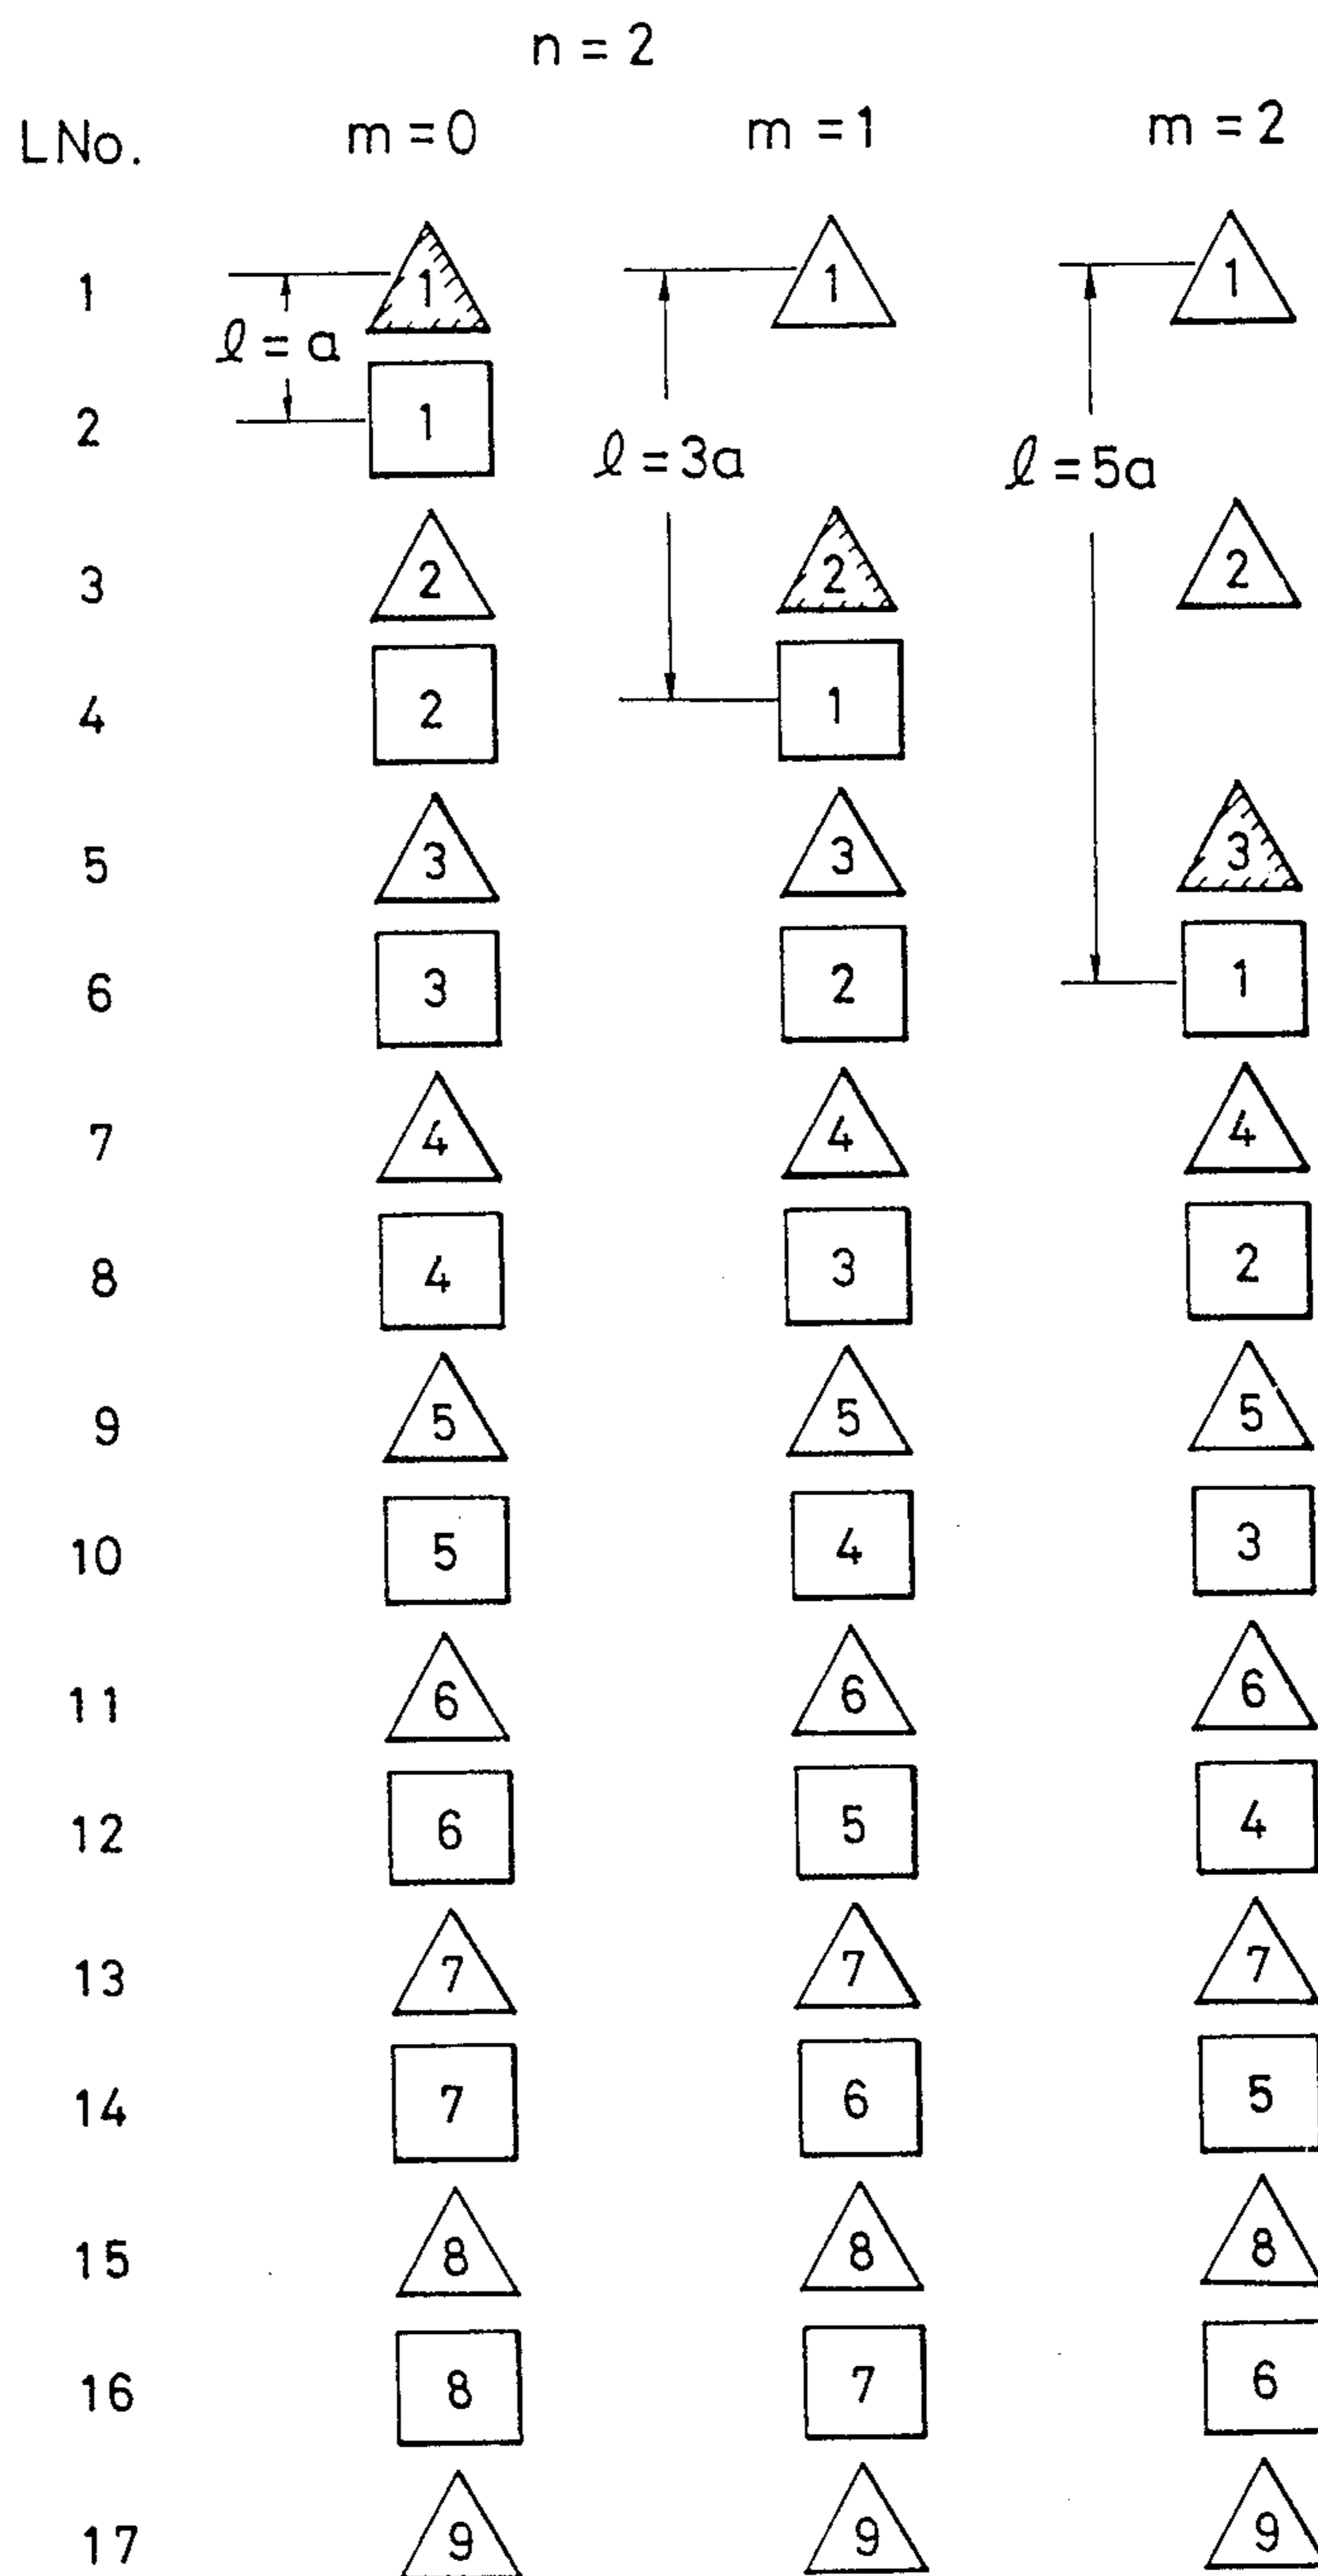 n = 2
LNo. m = 0 m = 1 m = 2
1 1 1 1
ℓ = a
2 1
ℓ = 3a ℓ = 5a
3 2 2 2
4 2 1
5 3 3 3
6 3 2 1
7 4 4 4
8 4 3 2
9 5 5 5
10 5 4 3
11 6 6 6
12 6 5 4
13 7 7 7
14 7 6 5
15 8 8 8
16 8 7 6
17 9 9 9